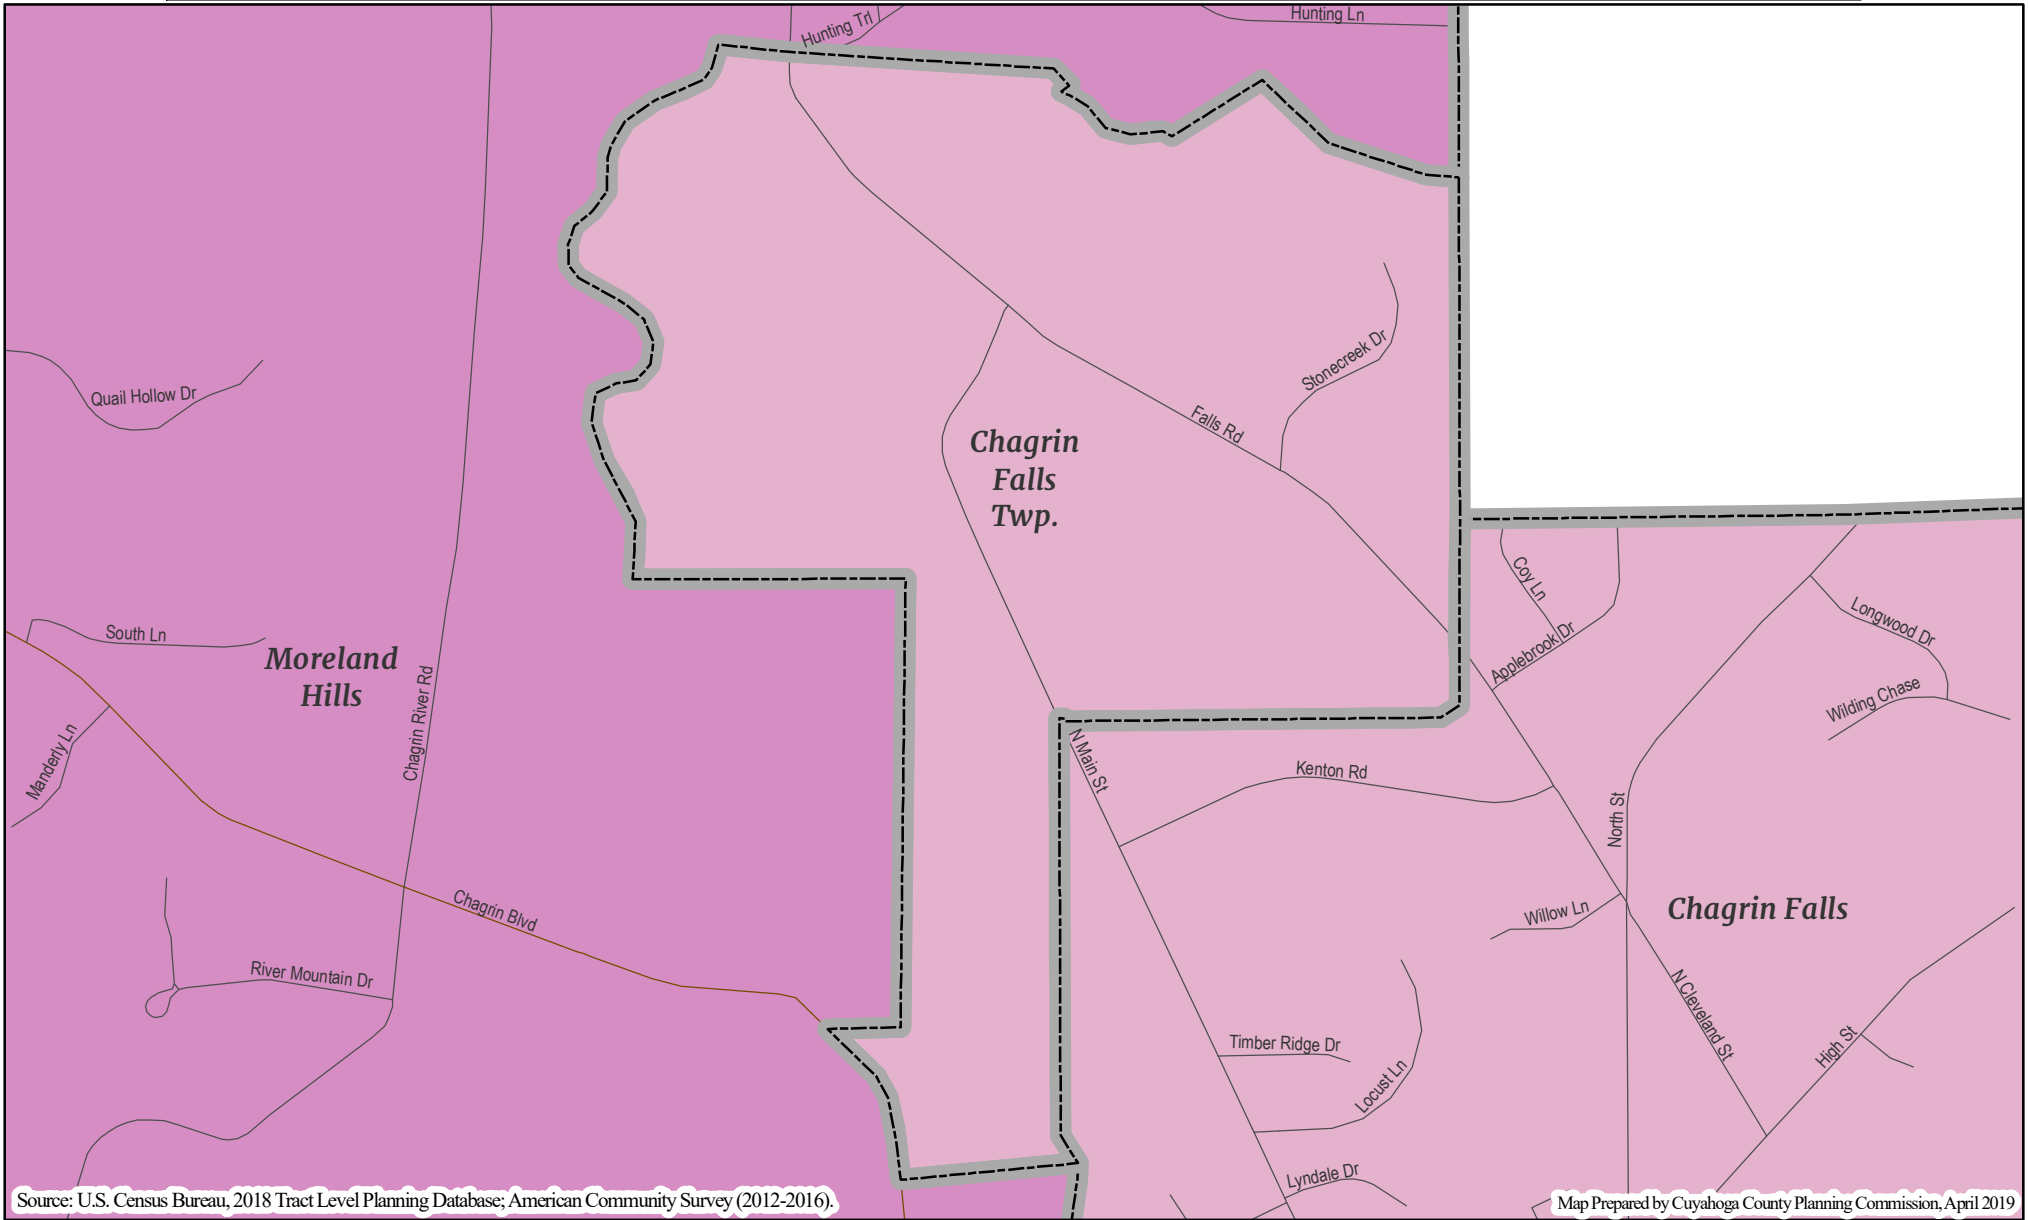 Hunting Trl
Hunting Ln
Quail Hollow Dr
Stonecreek Dr
Falls Rd
Chagrin
Falls
Twp.
Coy Ln
Longwood Dr
South Ln
Applebrook Dr
Moreland
Hills
Chagrin River Rd
Wilding Chase
Manderly Ln
N Main St
Kenton Rd
North St
Chagrin Blvd
Willow Ln
Chagrin Falls
River Mountain Dr
N Cleveland St
Timber Ridge Dr
High St
Locust Ln
Lyndale Dr
Source: U.S. Census Bureau, 2018 Tract Level Planning Database; American Community Survey (2012-2016).
Map Prepared by Cuyahoga County Planning Commission, April 2019